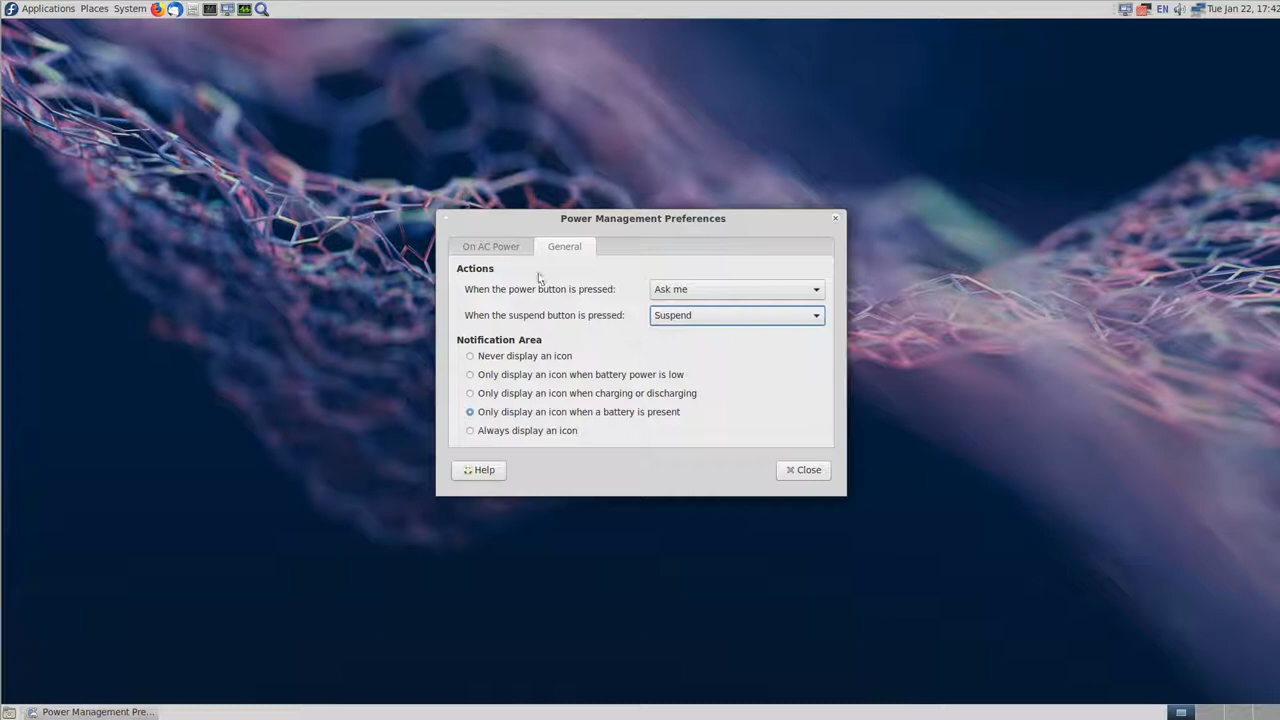 Applications Places System EN Tue Jan 22, 17:42
Power Management Preferences
On AC Power General
Actions
When the power button is pressed: Ask me
When the suspend button is pressed: Suspend
Notification Area
Never display an icon
Only display an icon when battery power is low
Only display an icon when charging or discharging
Only display an icon when a battery is present
Always display an icon
Help Close
Power Management Pre...